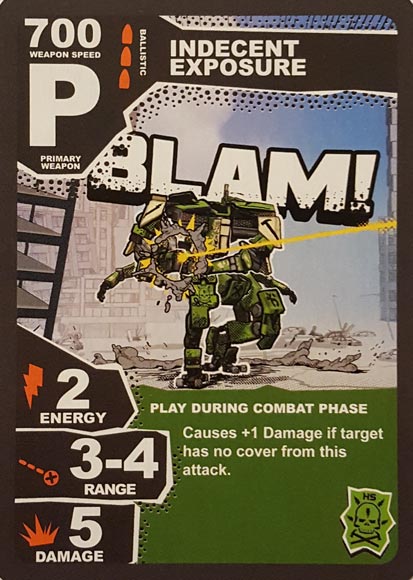 700
WEAPON SPEED
P
PRIMARY
WEAPON
BALLISTIC
INDECENT
EXPOSURE
BLAM!
2
ENERGY
3-4
RANGE
5
DAMAGE
PLAY DURING COMBAT PHASE
Causes +1 Damage if target
has no cover from this
attack.
HS